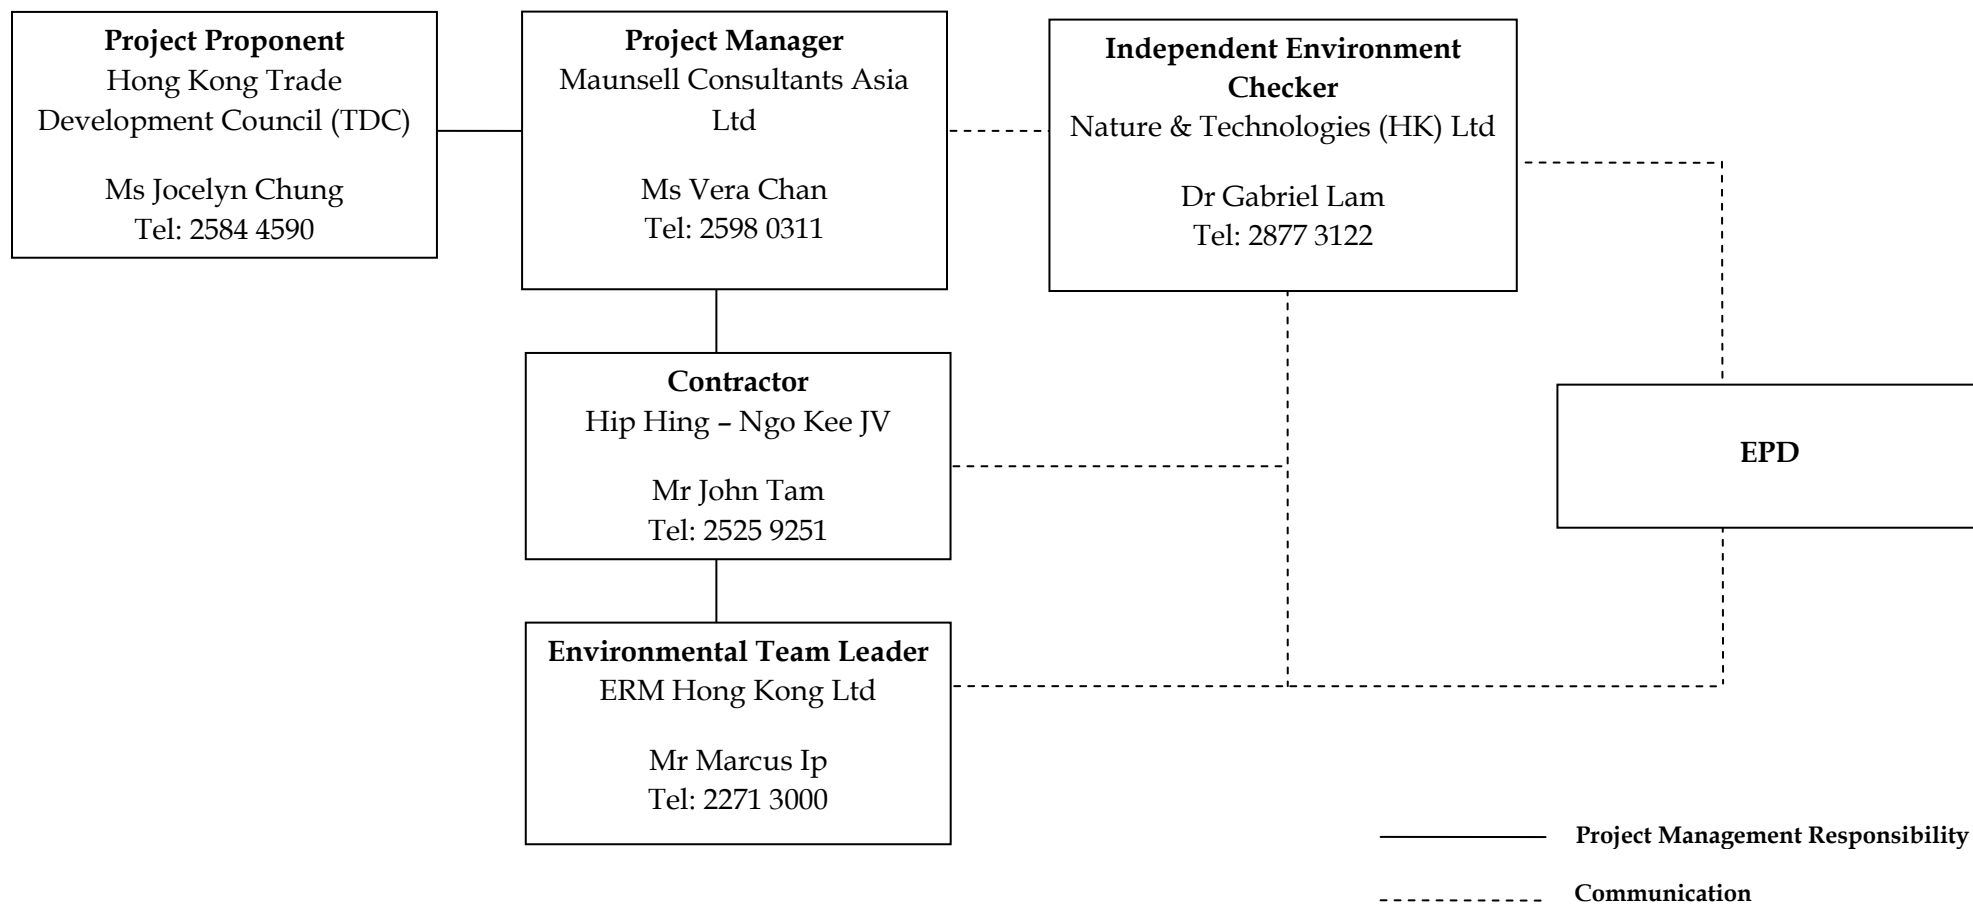 Project Proponent
Hong Kong Trade
Development Council (TDC)
Ms Jocelyn Chung
Tel: 2584 4590
Project Manager
Maunsell Consultants Asia
Ltd
Ms Vera Chan
Tel: 2598 0311
Independent Environment
Checker
Nature & Technologies (HK) Ltd
Dr Gabriel Lam
Tel: 2877 3122
Contractor
Hip Hing – Ngo Kee JV
Mr John Tam
Tel: 2525 9251
EPD
Environmental Team Leader
ERM Hong Kong Ltd
Mr Marcus Ip
Tel: 2271 3000
Project Management Responsibility
Communication